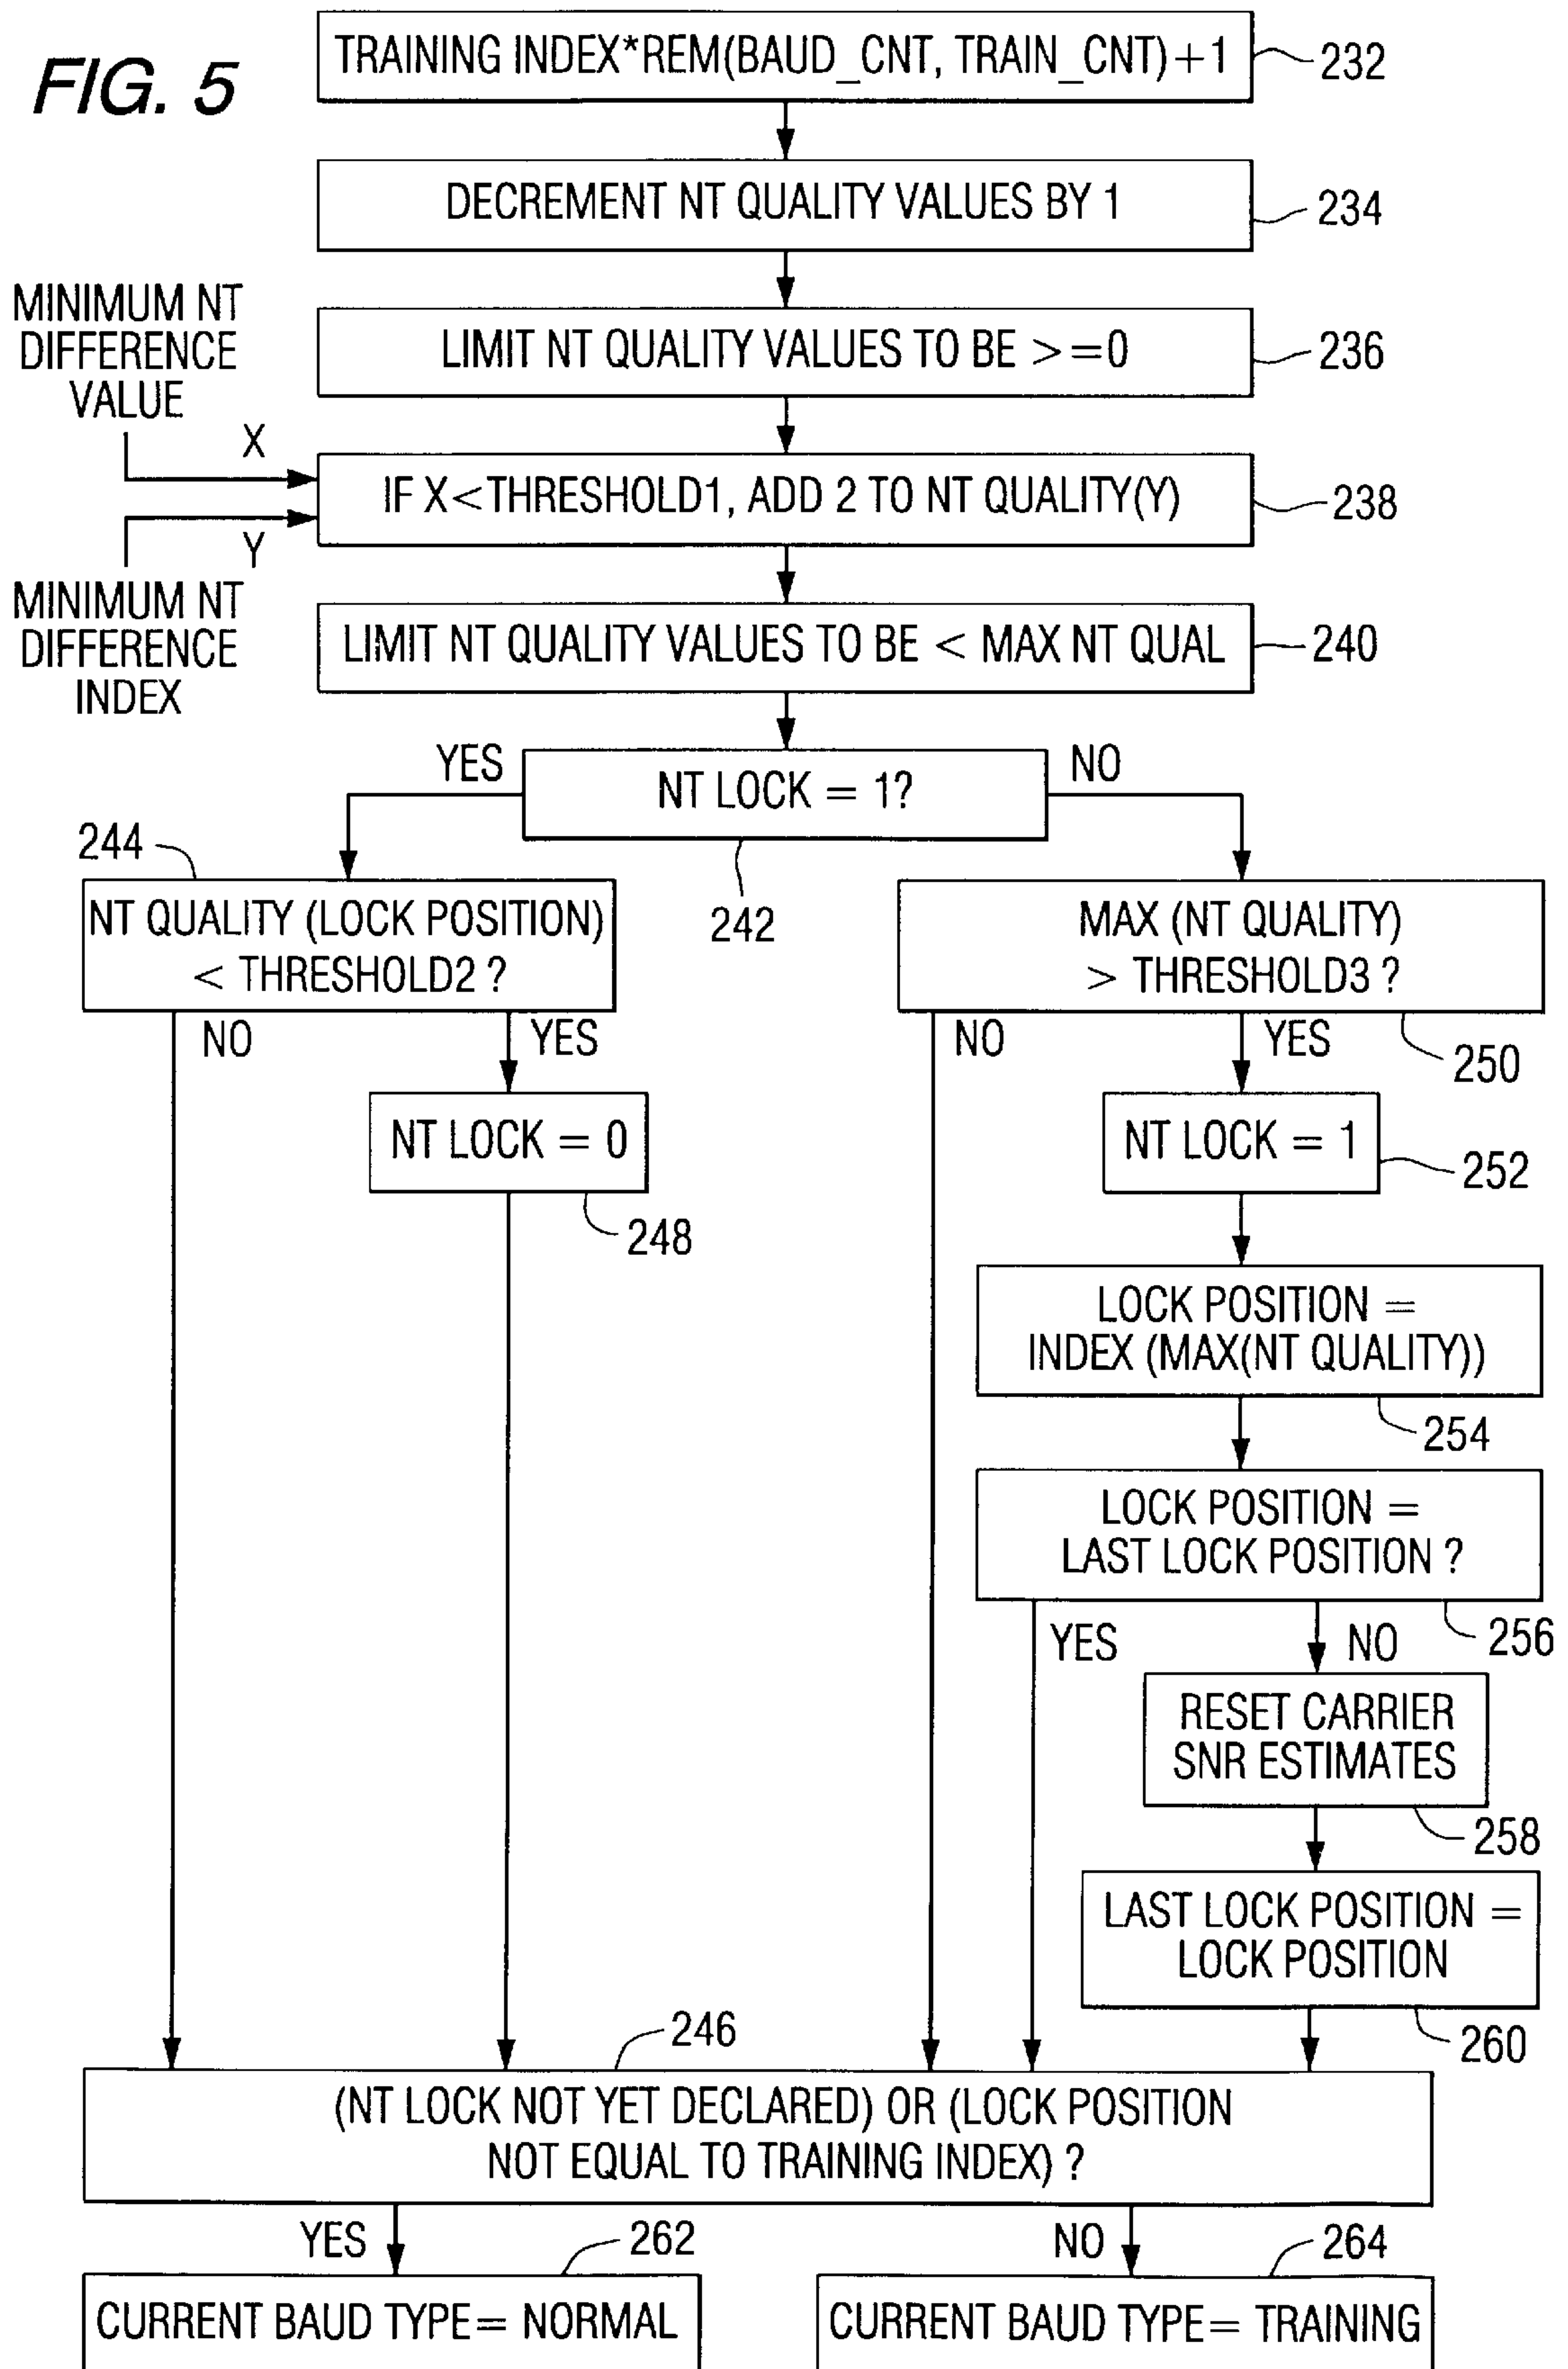 FIG. 5
TRAINING INDEX*REM(BAUD_CNT, TRAIN_CNT)+1
232
DECREMENT NT QUALITY VALUES BY 1
234
LIMIT NT QUALITY VALUES TO BE >=0
236
MINIMUM NT
DIFFERENCE
VALUE
X
IF X<THRESHOLD1, ADD 2 TO NT QUALITY(Y)
238
Y
MINIMUM NT
DIFFERENCE
INDEX
LIMIT NT QUALITY VALUES TO BE < MAX NT QUAL
240
YES
NT LOCK = 1?
NO
242
244
NT QUALITY (LOCK POSITION)
< THRESHOLD2 ?
NO
YES
NT LOCK = 0
248
MAX (NT QUALITY)
> THRESHOLD3 ?
250
NO
YES
NT LOCK = 1
252
LOCK POSITION =
INDEX (MAX(NT QUALITY))
254
LOCK POSITION =
LAST LOCK POSITION ?
256
YES
NO
RESET CARRIER
SNR ESTIMATES
258
LAST LOCK POSITION =
LOCK POSITION
260
246
(NT LOCK NOT YET DECLARED) OR (LOCK POSITION
NOT EQUAL TO TRAINING INDEX) ?
YES
262
CURRENT BAUD TYPE= NORMAL
NO
264
CURRENT BAUD TYPE= TRAINING